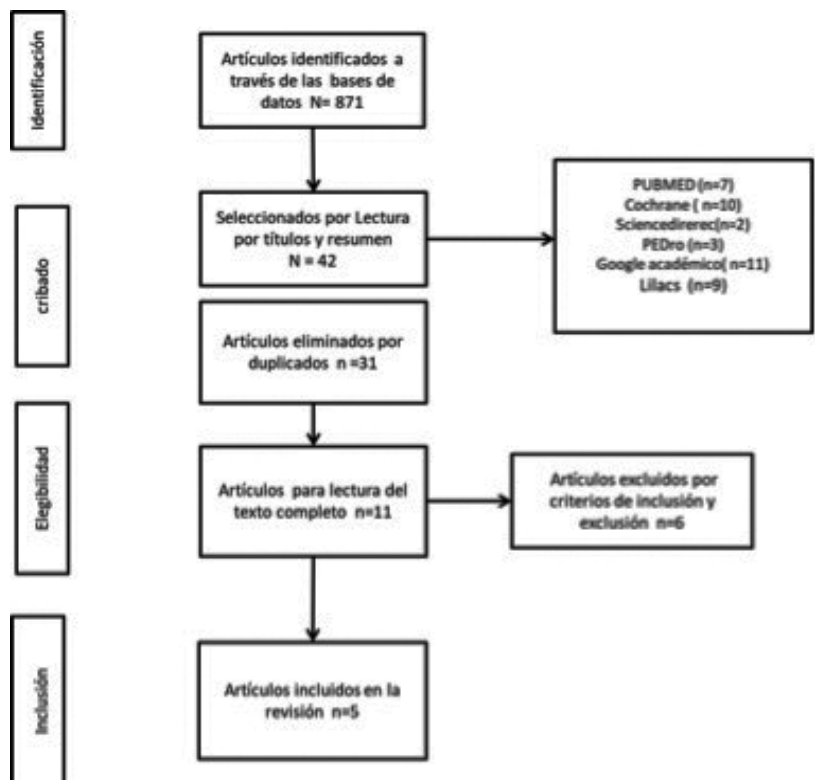 Identificación
Artículos identificados a
través de las bases de
datos N= 871
cribado
Seleccionados por Lectura
por títulos y resumen
N = 42
PUBMED (n=7)
Cochrane ( n=10)
Sciencedirerec(n=2)
PEDro (n=3)
Google académico( n=11)
Lilacs (n=9)
Artículos eliminados por
duplicados n =31
Elegibilidad
Artículos para lectura del
texto completo n=11
Artículos excluidos por
criterios de inclusión y
exclusión n=6
Inclusión
Artículos incluidos en la
revisión n=5